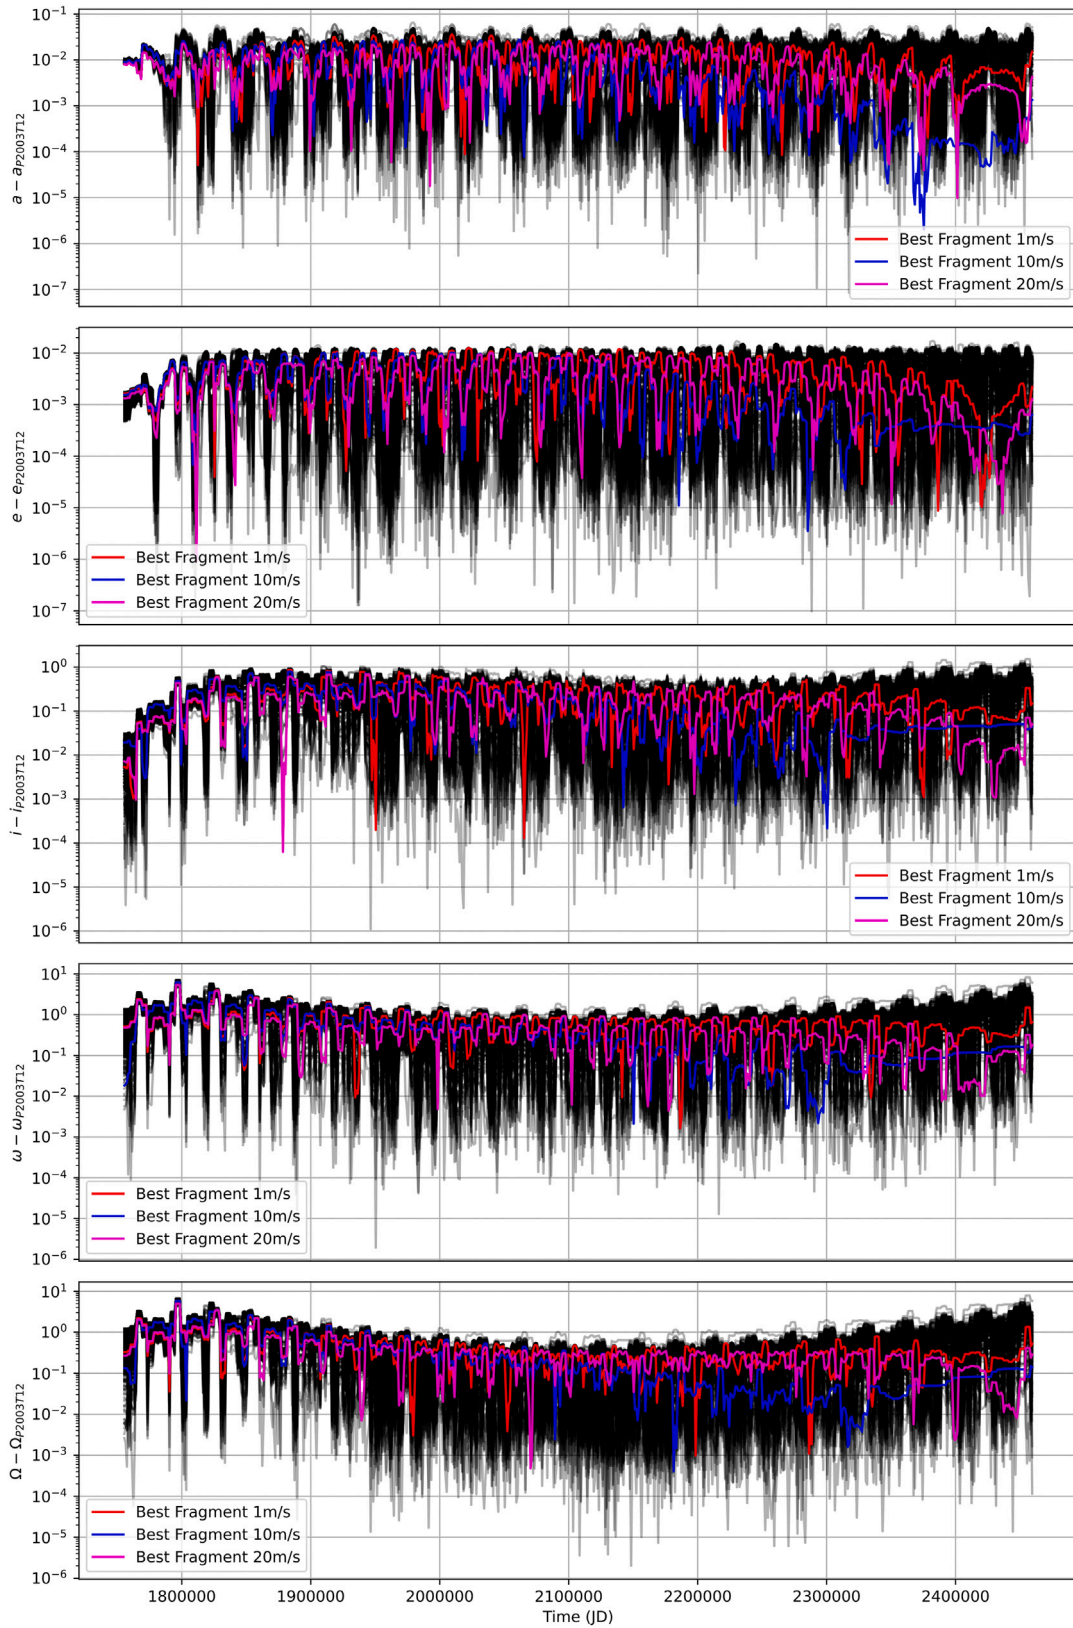 10⁻¹
10⁻²
10⁻³
10⁻⁴
10⁻⁵
10⁻⁶
10⁻⁷
a − a_P2003T12
Best Fragment 1m/s
Best Fragment 10m/s
Best Fragment 20m/s
10⁻²
10⁻³
10⁻⁴
10⁻⁵
10⁻⁶
10⁻⁷
e − e_P2003T12
Best Fragment 1m/s
Best Fragment 10m/s
Best Fragment 20m/s
10⁰
10⁻¹
10⁻²
10⁻³
10⁻⁴
10⁻⁵
10⁻⁶
i − i_P2003T12
Best Fragment 1m/s
Best Fragment 10m/s
Best Fragment 20m/s
10¹
10⁰
10⁻¹
10⁻²
10⁻³
10⁻⁴
10⁻⁵
10⁻⁶
ω − ω_P2003T12
Best Fragment 1m/s
Best Fragment 10m/s
Best Fragment 20m/s
10¹
10⁰
10⁻¹
10⁻²
10⁻³
10⁻⁴
10⁻⁵
10⁻⁶
Ω − Ω_P2003T12
Best Fragment 1m/s
Best Fragment 10m/s
Best Fragment 20m/s
1800000 1900000 2000000 2100000 2200000 2300000 2400000
Time (JD)